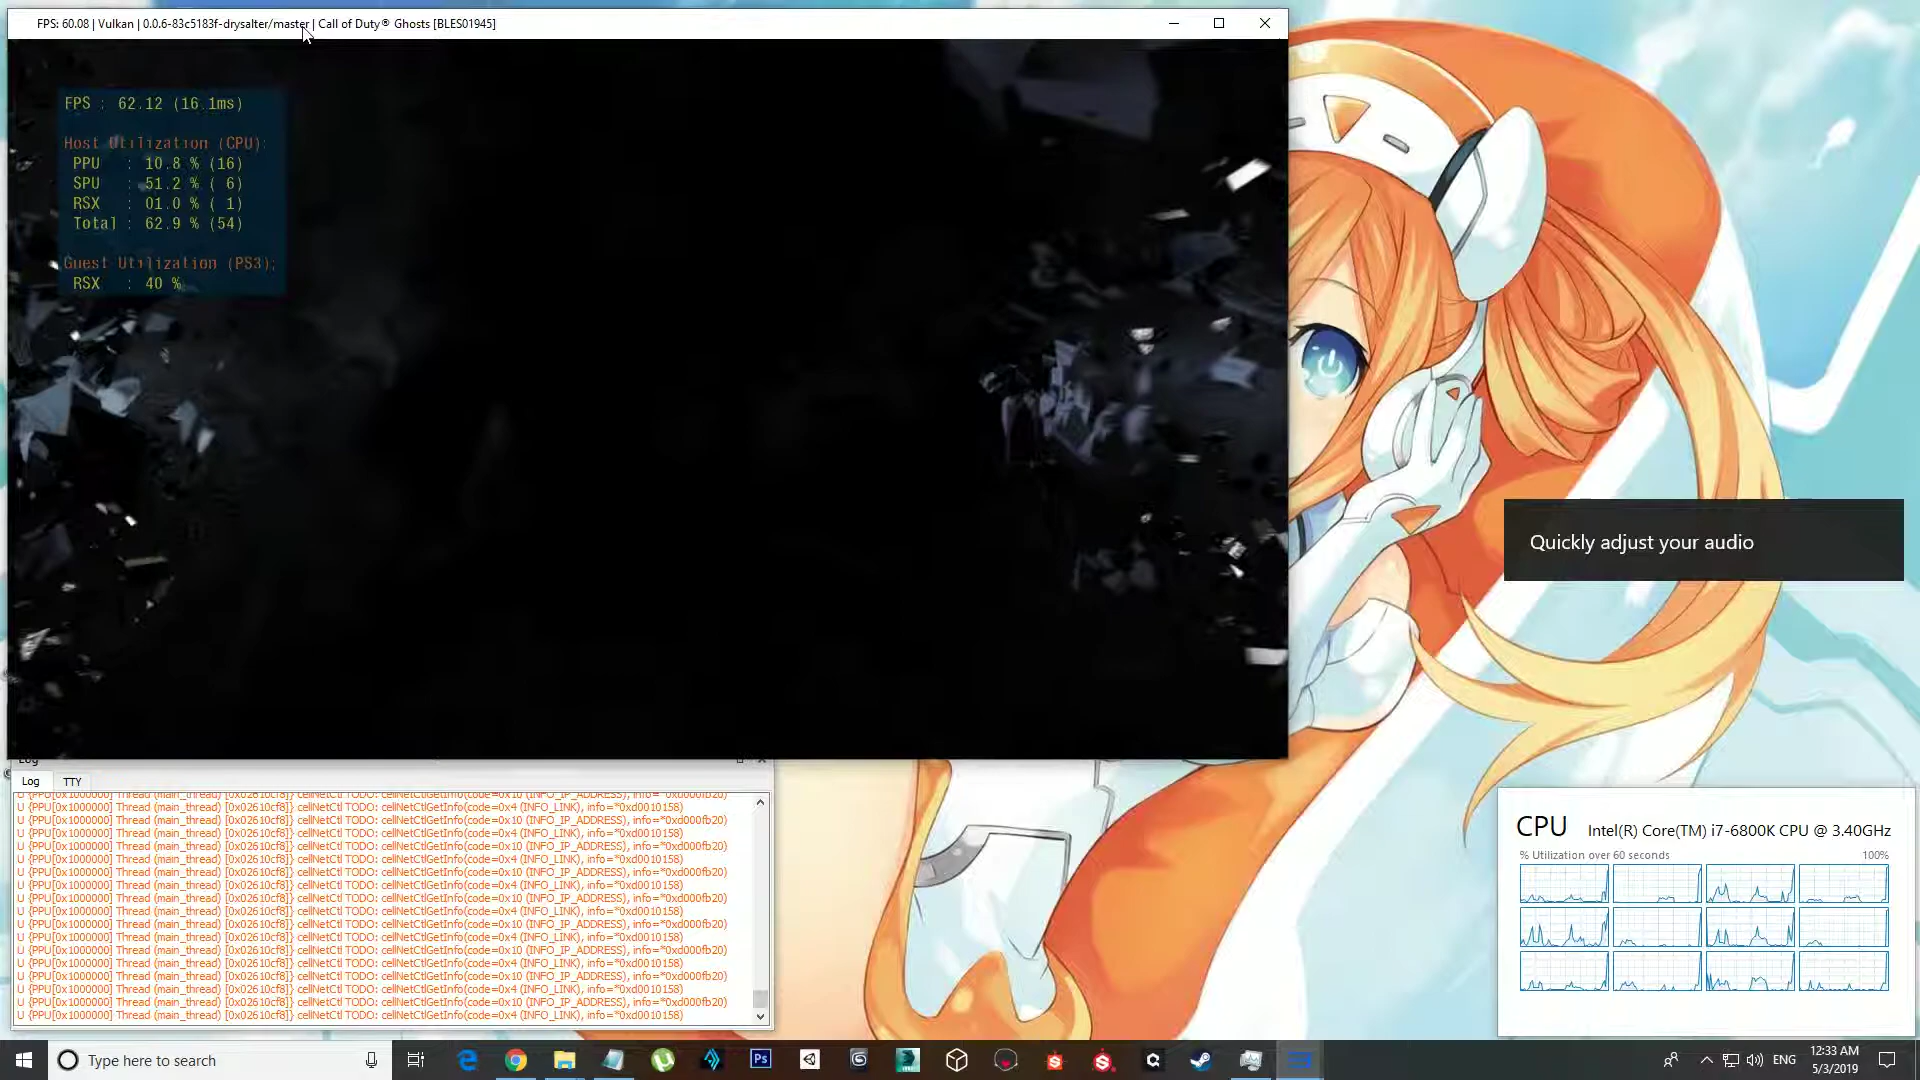 FPS: 60.08 | Vulkan | 0.0.6-83c5183f-drysalter/master | Call of Duty® Ghosts [BLES01945]
FPS : 62.12 (16.1ms)
Host Utilization (CPU):
PPU : 10.8 % (16)
SPU : 51.2 % ( 6)
RSX : 01.0 % ( 1)
Total : 62.9 % (54)
Guest Utilization (PS3):
RSX : 40 %
Quickly adjust your audio
Log
Log TTY
U {PPU[0x1000000] Thread (main_thread) [0x02610cf8]} cellNetCtl TODO: cellNetCtlGetInfo(code=0x10 (INFO_IP_ADDRESS), info=*0xd000fb20)
U {PPU[0x1000000] Thread (main_thread) [0x02610cf8]} cellNetCtl TODO: cellNetCtlGetInfo(code=0x4 (INFO_LINK), info=*0xd0010158)
U {PPU[0x1000000] Thread (main_thread) [0x02610cf8]} cellNetCtl TODO: cellNetCtlGetInfo(code=0x10 (INFO_IP_ADDRESS), info=*0xd000fb20)
U {PPU[0x1000000] Thread (main_thread) [0x02610cf8]} cellNetCtl TODO: cellNetCtlGetInfo(code=0x4 (INFO_LINK), info=*0xd0010158)
U {PPU[0x1000000] Thread (main_thread) [0x02610cf8]} cellNetCtl TODO: cellNetCtlGetInfo(code=0x10 (INFO_IP_ADDRESS), info=*0xd000fb20)
U {PPU[0x1000000] Thread (main_thread) [0x02610cf8]} cellNetCtl TODO: cellNetCtlGetInfo(code=0x4 (INFO_LINK), info=*0xd0010158)
U {PPU[0x1000000] Thread (main_thread) [0x02610cf8]} cellNetCtl TODO: cellNetCtlGetInfo(code=0x10 (INFO_IP_ADDRESS), info=*0xd000fb20)
U {PPU[0x1000000] Thread (main_thread) [0x02610cf8]} cellNetCtl TODO: cellNetCtlGetInfo(code=0x4 (INFO_LINK), info=*0xd0010158)
U {PPU[0x1000000] Thread (main_thread) [0x02610cf8]} cellNetCtl TODO: cellNetCtlGetInfo(code=0x10 (INFO_IP_ADDRESS), info=*0xd000fb20)
U {PPU[0x1000000] Thread (main_thread) [0x02610cf8]} cellNetCtl TODO: cellNetCtlGetInfo(code=0x4 (INFO_LINK), info=*0xd0010158)
U {PPU[0x1000000] Thread (main_thread) [0x02610cf8]} cellNetCtl TODO: cellNetCtlGetInfo(code=0x10 (INFO_IP_ADDRESS), info=*0xd000fb20)
U {PPU[0x1000000] Thread (main_thread) [0x02610cf8]} cellNetCtl TODO: cellNetCtlGetInfo(code=0x4 (INFO_LINK), info=*0xd0010158)
U {PPU[0x1000000] Thread (main_thread) [0x02610cf8]} cellNetCtl TODO: cellNetCtlGetInfo(code=0x10 (INFO_IP_ADDRESS), info=*0xd000fb20)
U {PPU[0x1000000] Thread (main_thread) [0x02610cf8]} cellNetCtl TODO: cellNetCtlGetInfo(code=0x4 (INFO_LINK), info=*0xd0010158)
U {PPU[0x1000000] Thread (main_thread) [0x02610cf8]} cellNetCtl TODO: cellNetCtlGetInfo(code=0x10 (INFO_IP_ADDRESS), info=*0xd000fb20)
U {PPU[0x1000000] Thread (main_thread) [0x02610cf8]} cellNetCtl TODO: cellNetCtlGetInfo(code=0x4 (INFO_LINK), info=*0xd0010158)
U {PPU[0x1000000] Thread (main_thread) [0x02610cf8]} cellNetCtl TODO: cellNetCtlGetInfo(code=0x10 (INFO_IP_ADDRESS), info=*0xd000fb20)
U {PPU[0x1000000] Thread (main_thread) [0x02610cf8]} cellNetCtl TODO: cellNetCtlGetInfo(code=0x4 (INFO_LINK), info=*0xd0010158)
CPU Intel(R) Core(TM) i7-6800K CPU @ 3.40GHz
% Utilization over 60 seconds 100%
Type here to search
Ps
ENG
12:33 AM
5/3/2019